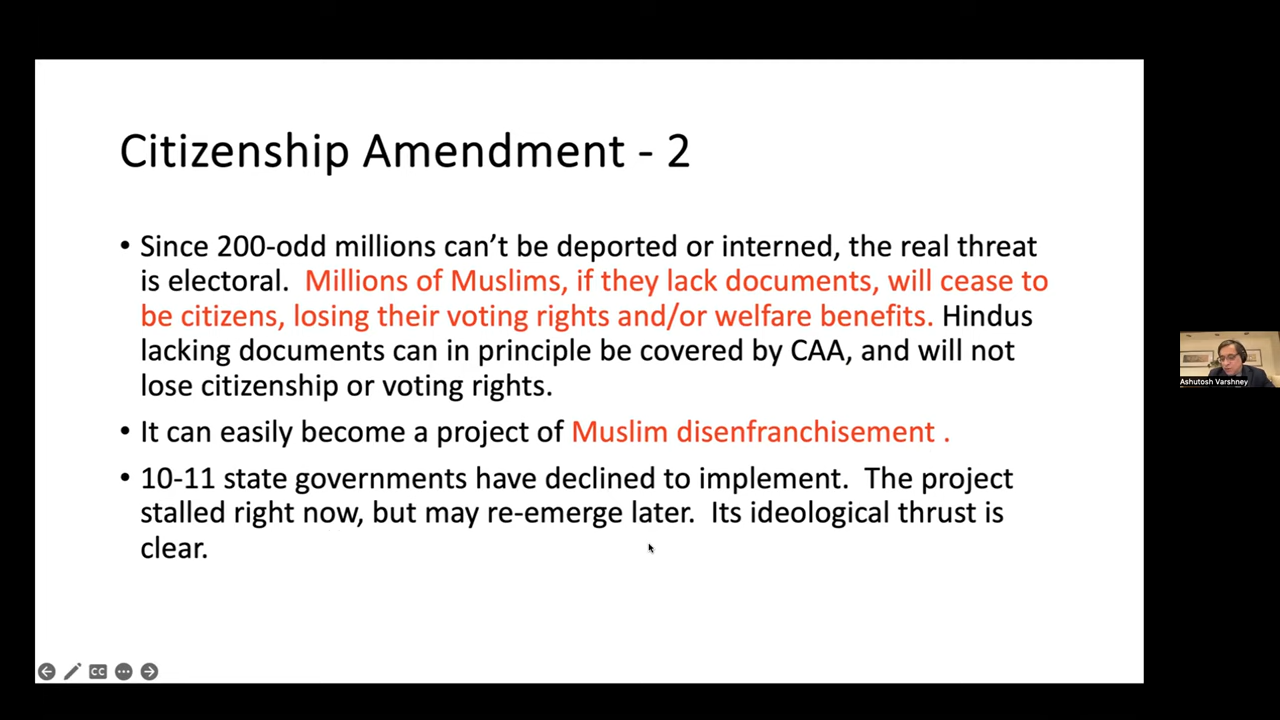 Citizenship Amendment - 2
• Since 200-odd millions can’t be deported or interned, the real threat
is electoral.  Millions of Muslims, if they lack documents, will cease to
be citizens, losing their voting rights and/or welfare benefits. Hindus
lacking documents can in principle be covered by CAA, and will not
lose citizenship or voting rights.
• It can easily become a project of Muslim disenfranchisement .
• 10-11 state governments have declined to implement.  The project
stalled right now, but may re-emerge later.  Its ideological thrust is
clear.
CC
Ashutosh Varshney